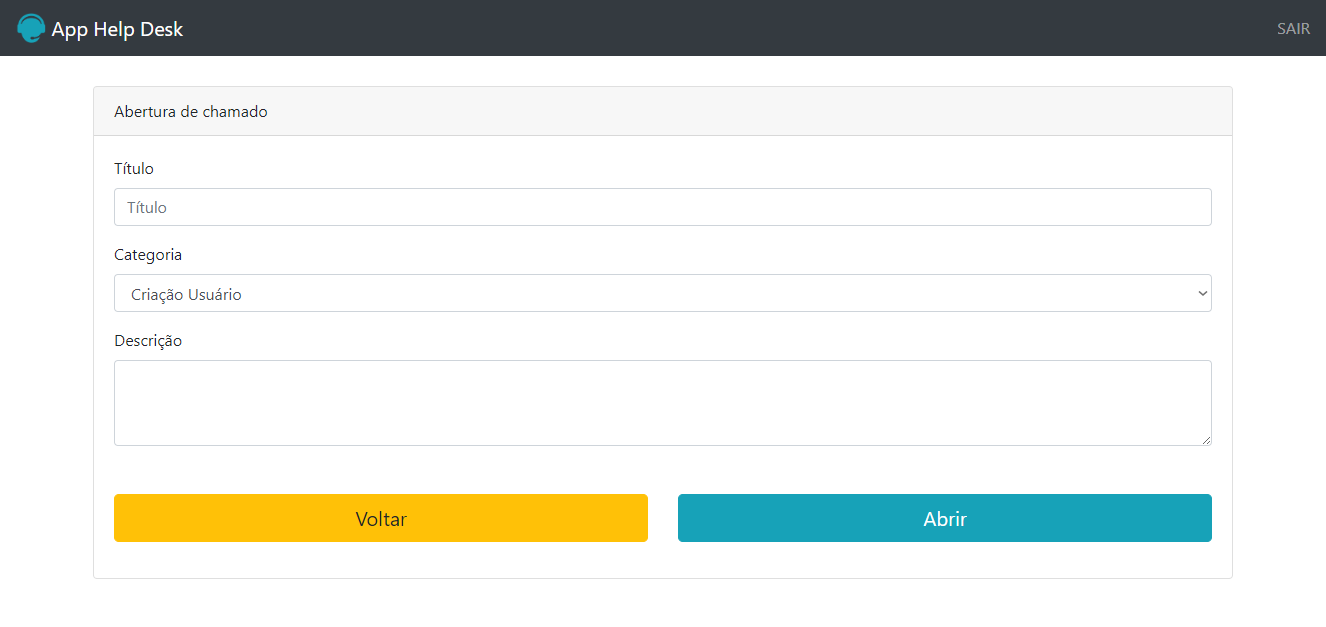 App Help Desk
SAIR
Abertura de chamado
Título
Título
Categoria
Criação Usuário
Descrição
Voltar
Abrir